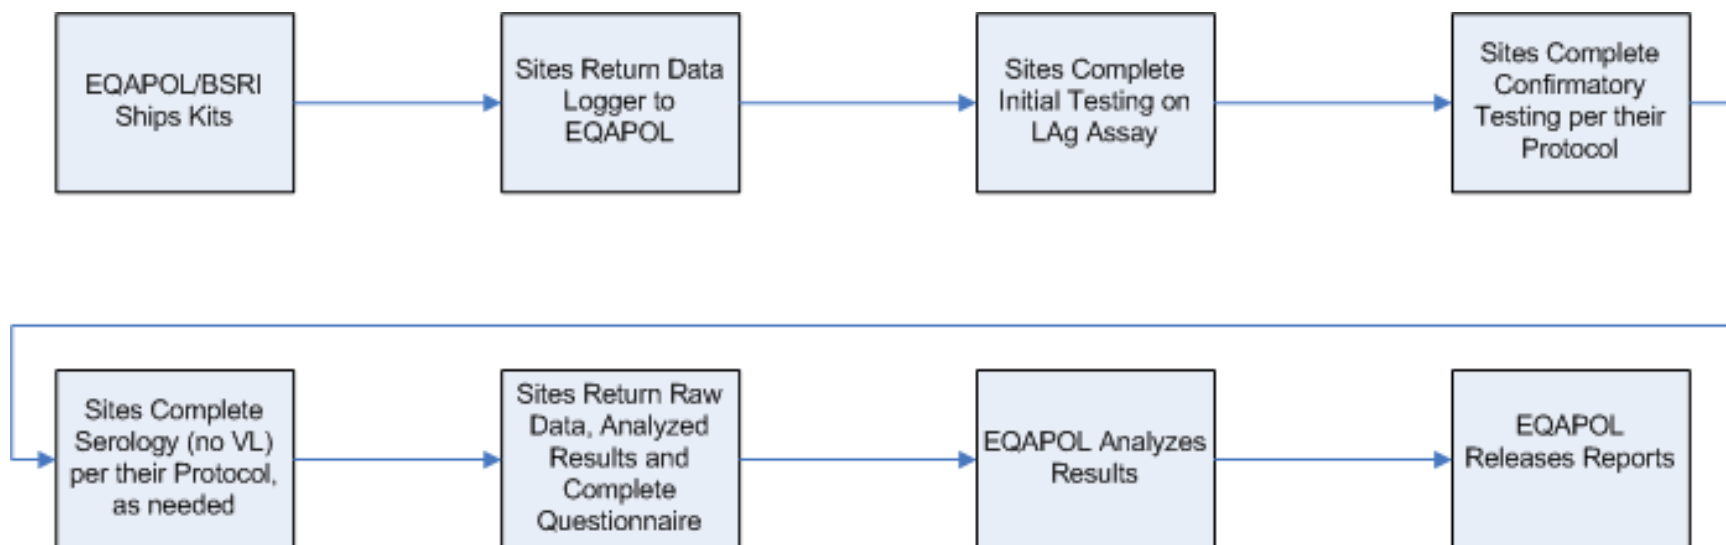 EQAPOL/BSRI
Ships Kits
Sites Return Data
Logger to
EQAPOL
Sites Complete
Initial Testing on
LAg Assay
Sites Complete
Confirmatory
Testing per their
Protocol
Sites Complete
Serology (no VL)
per their Protocol,
as needed
Sites Return Raw
Data, Analyzed
Results and
Complete
Questionnaire
EQAPOL Analyzes
Results
EQAPOL
Releases Reports